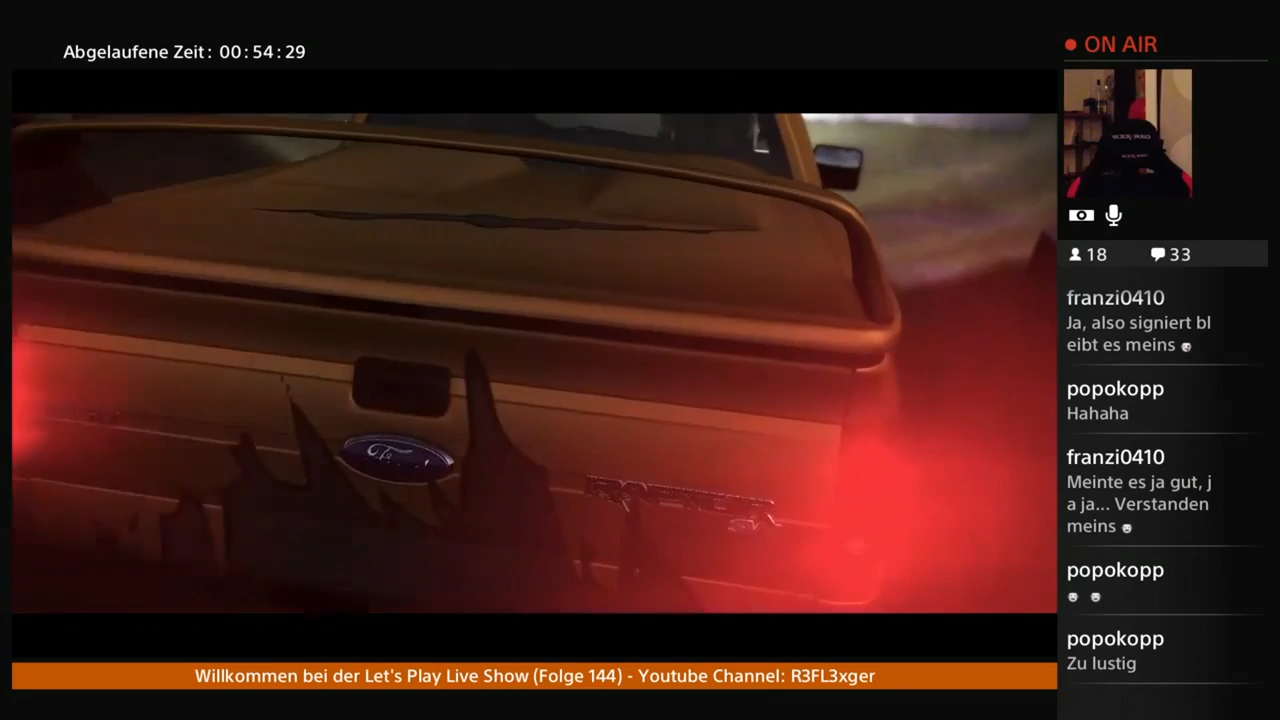 Abgelaufene Zeit: 00:54:29
ON AIR
18 33
franzi0410
Ja, also signiert bl
eibt es meins
popokopp
Hahaha
franzi0410
Meinte es ja gut, j
a ja... Verstanden
meins
popokopp
popokopp
Zu lustig
Ford
RAPTOR
Willkommen bei der Let's Play Live Show (Folge 144) - Youtube Channel: R3FL3xger